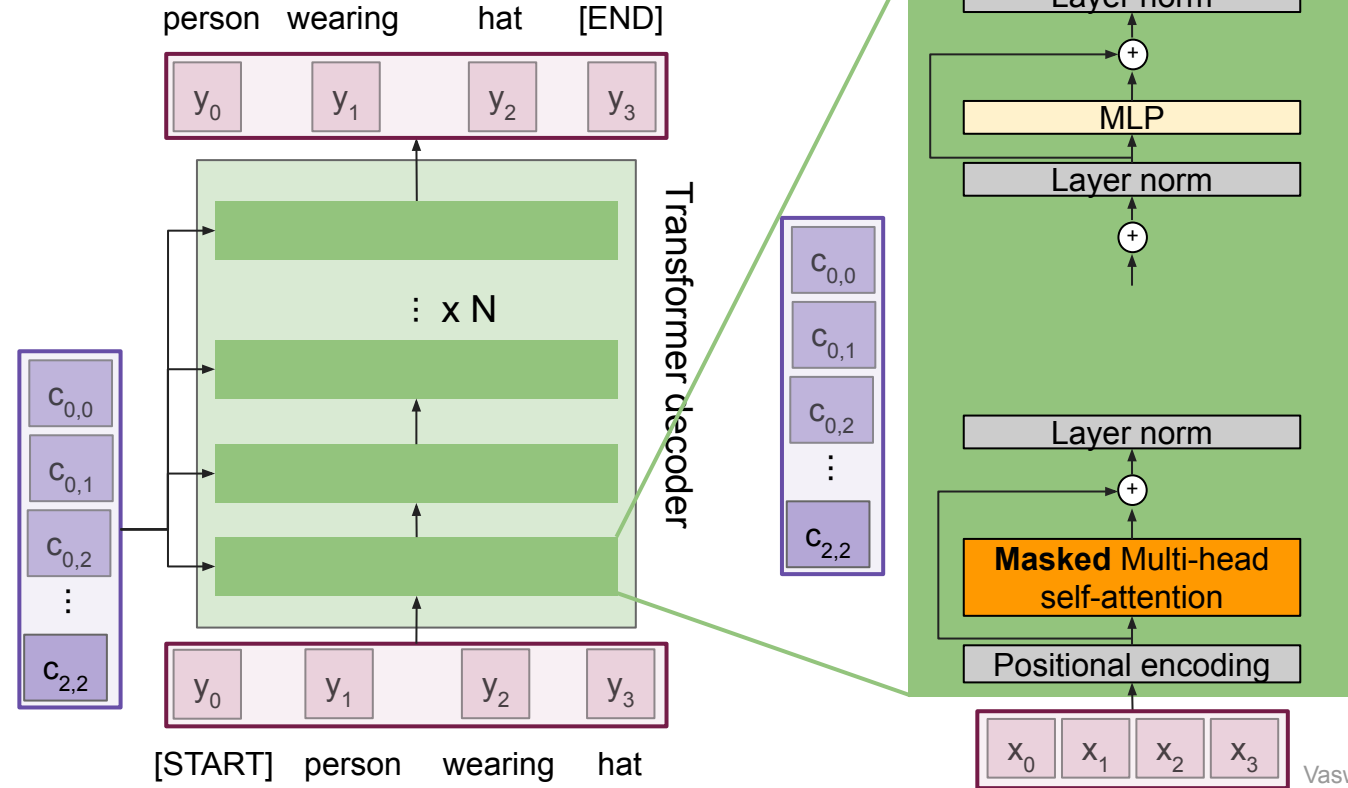 person wearing hat [END]
y0 y1 y2 y3
Transformer decoder
⋮ x N
c0,0
c0,1
c0,2
⋮
c2,2
y0 y1 y2 y3
[START] person wearing hat
Layer norm
+
MLP
Layer norm
+
c0,0
c0,1
c0,2
⋮
c2,2
Layer norm
+
Masked Multi-head
self-attention
Positional encoding
x0 x1 x2 x3